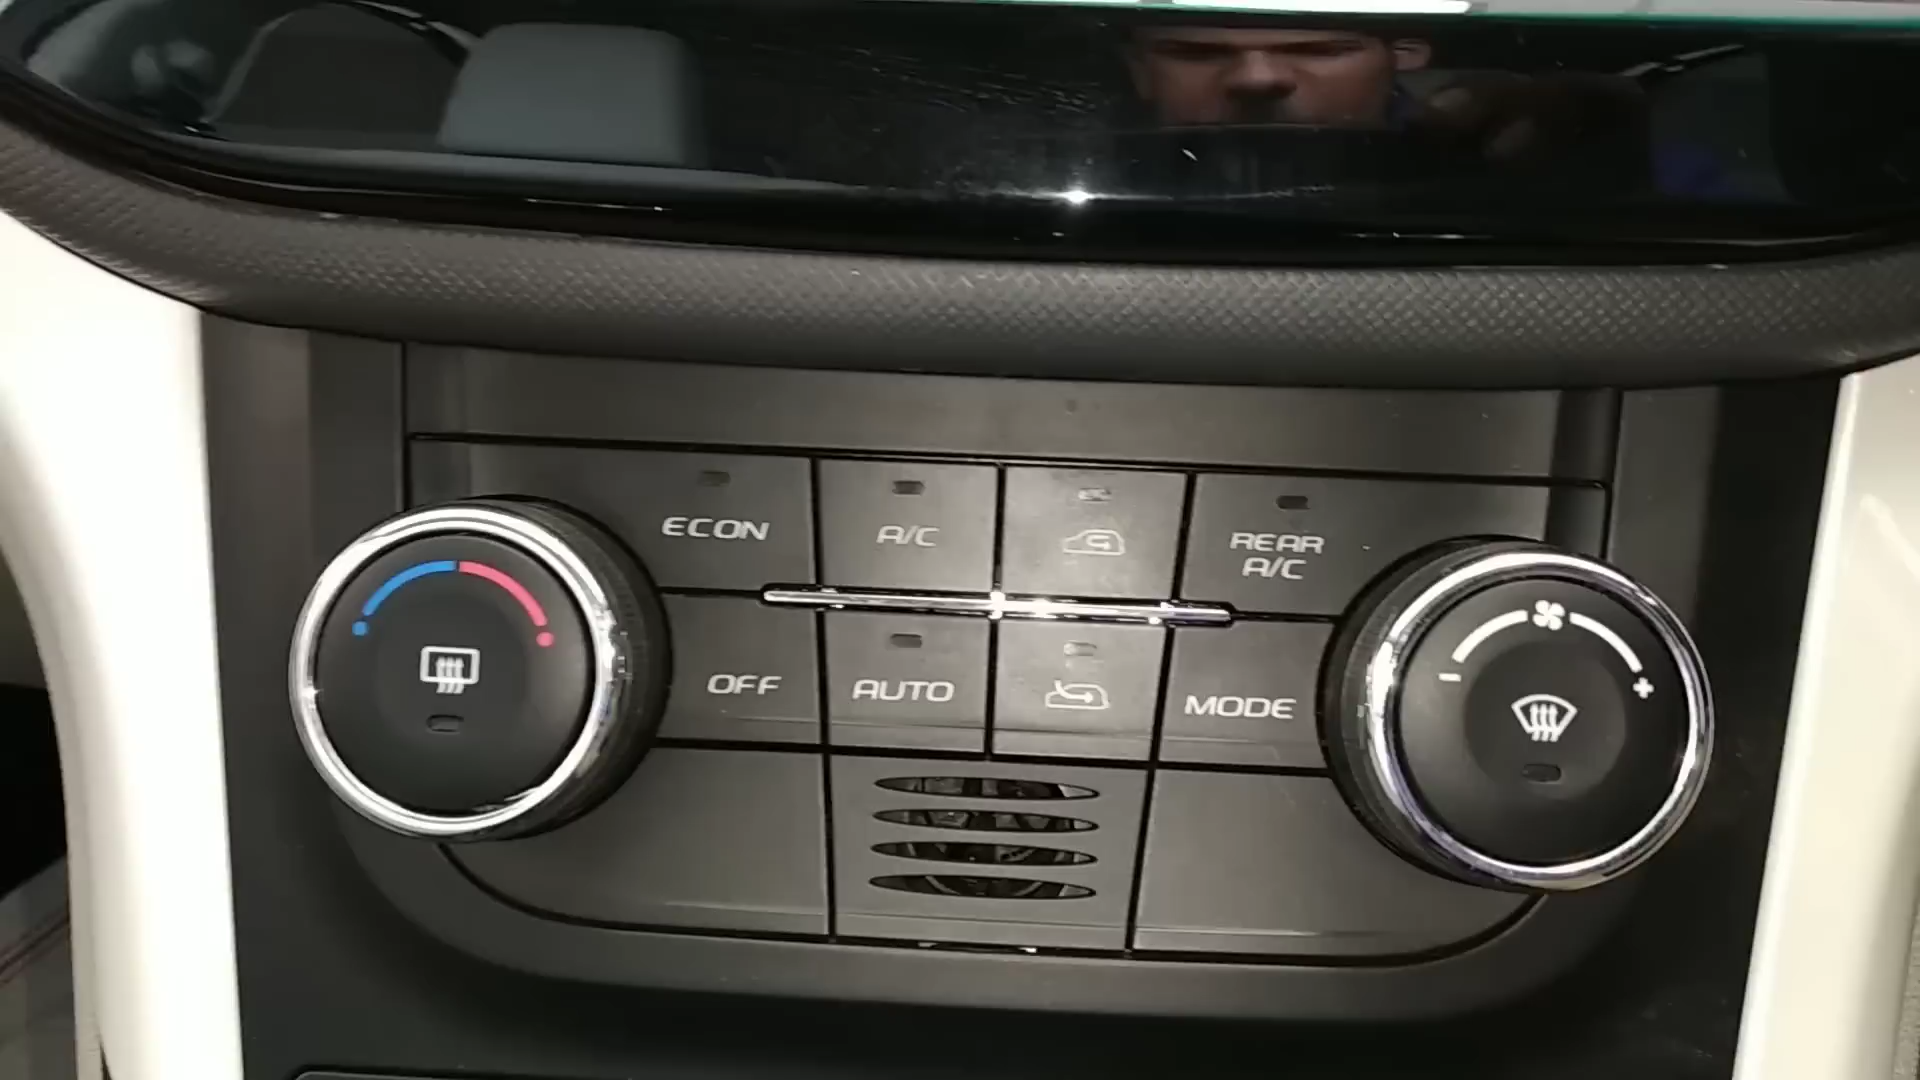 ECON
A/C
REAR
A/C
OFF
AUTO
MODE
- +